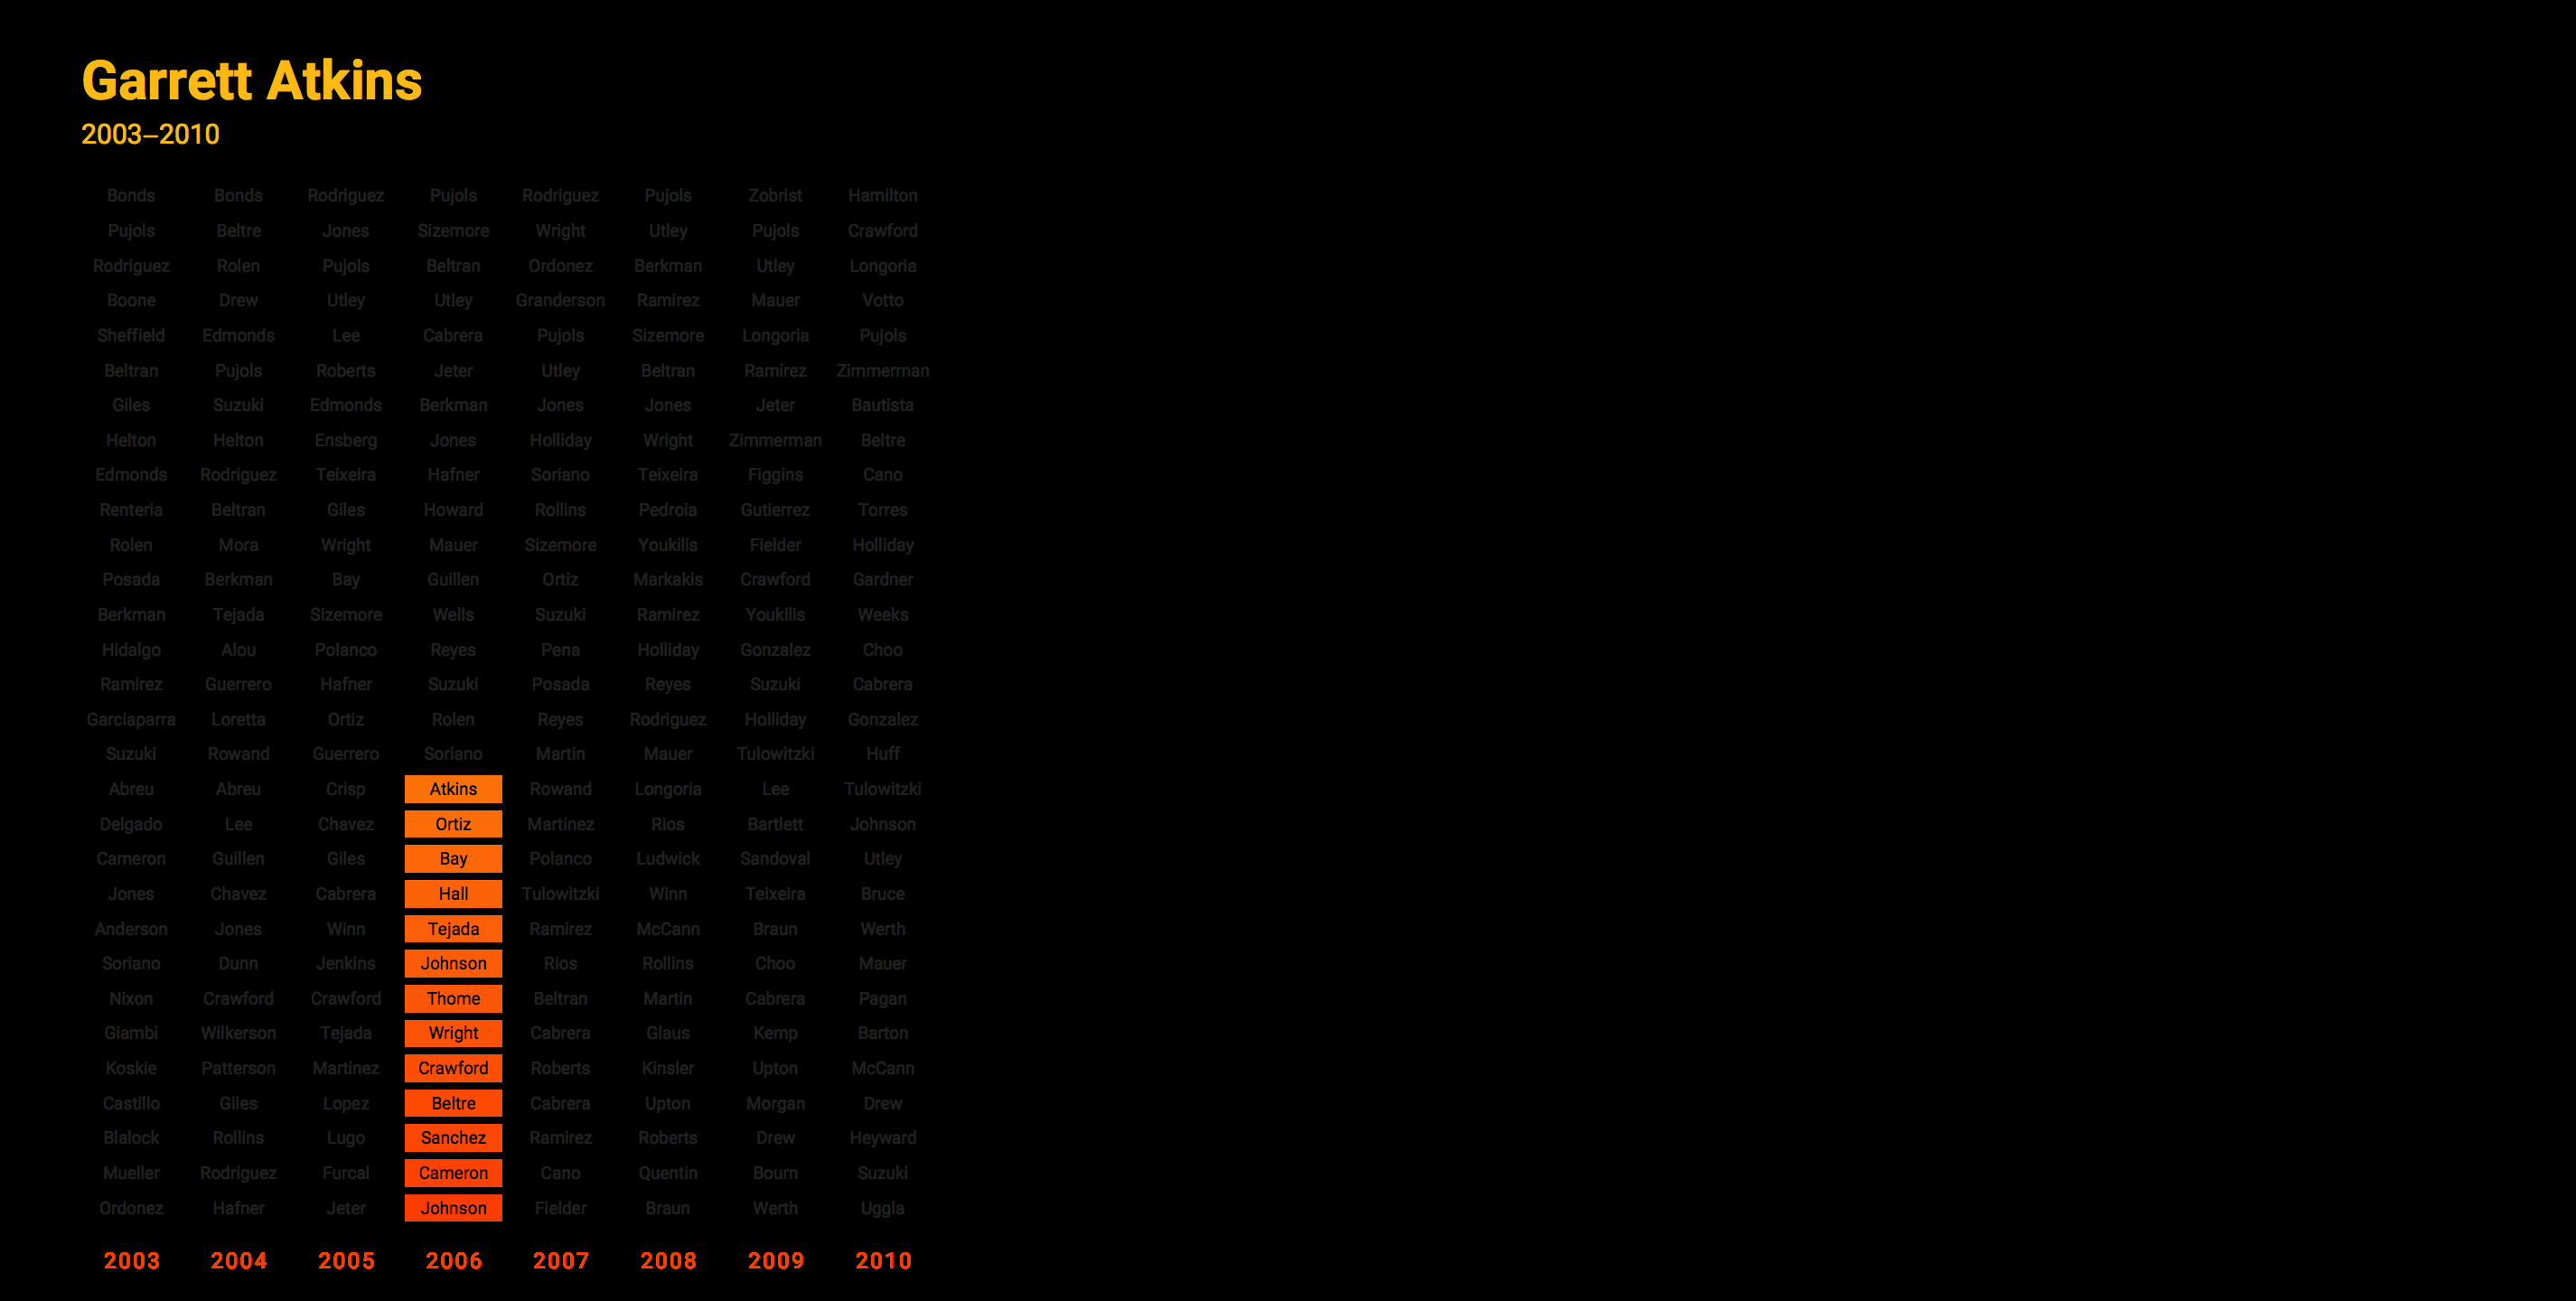 Garrett Atkins
2003–2010
Bonds Bonds Rodriguez Pujols Rodriguez Pujols Zobrist Hamilton
Pujols Beltre Jones Sizemore Wright Utley Pujols Crawford
Rodriguez Rolen Pujols Beltran Ordonez Berkman Utley Longoria
Boone Drew Utley Utley Granderson Ramirez Mauer Votto
Sheffield Edmonds Lee Cabrera Pujols Sizemore Longoria Pujols
Beltran Pujols Roberts Jeter Utley Beltran Ramirez Zimmerman
Giles Suzuki Edmonds Berkman Jones Jones Jeter Bautista
Helton Helton Ensberg Jones Holliday Wright Zimmerman Beltre
Edmonds Rodriguez Teixeira Hafner Soriano Teixeira Figgins Cano
Renteria Beltran Giles Howard Rollins Pedroia Gutierrez Torres
Rolen Mora Wright Mauer Sizemore Youkilis Fielder Holliday
Posada Berkman Bay Guillen Ortiz Markakis Crawford Gardner
Berkman Tejada Sizemore Wells Suzuki Ramirez Youkilis Weeks
Hidalgo Alou Polanco Reyes Pena Holliday Gonzalez Choo
Ramirez Guerrero Hafner Suzuki Posada Reyes Suzuki Cabrera
Garciaparra Loretta Ortiz Rolen Reyes Rodriguez Holliday Gonzalez
Suzuki Rowand Guerrero Soriano Martin Mauer Tulowitzki Huff
Abreu Abreu Crisp Atkins Rowand Longoria Lee Tulowitzki
Delgado Lee Chavez Ortiz Martinez Rios Bartlett Johnson
Cameron Guillen Giles Bay Polanco Ludwick Sandoval Utley
Jones Chavez Cabrera Hall Tulowitzki Winn Teixeira Bruce
Anderson Jones Winn Tejada Ramirez McCann Braun Werth
Soriano Dunn Jenkins Johnson Rios Rollins Choo Mauer
Nixon Crawford Crawford Thome Beltran Martin Cabrera Pagan
Giambi Wilkerson Tejada Wright Cabrera Glaus Kemp Barton
Koskie Patterson Martinez Crawford Roberts Kinsler Upton McCann
Castillo Giles Lopez Beltre Cabrera Upton Morgan Drew
Blalock Rollins Lugo Sanchez Ramirez Roberts Drew Heyward
Mueller Rodriguez Furcal Cameron Cano Quentin Bourn Suzuki
Ordonez Hafner Jeter Johnson Fielder Braun Werth Uggla
2003 2004 2005 2006 2007 2008 2009 2010